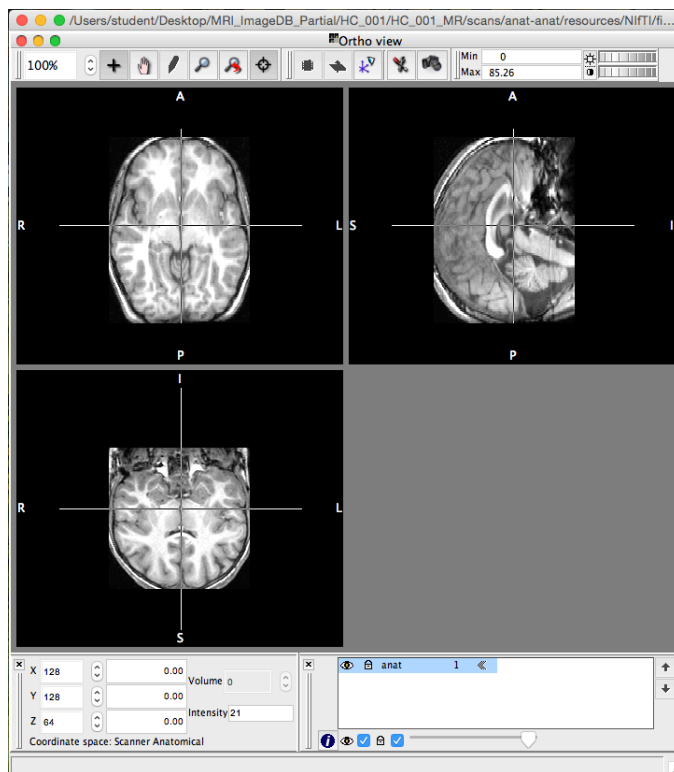 /Users/student/Desktop/MRI_ImageDB_Partial/HC_001/HC_001_MR/scans/anat-anat/resources/NIfTI/fi...
Ortho view
100%
Min 0
Max 85.26
A
A
R
L
S
I
P
P
I
R
L
S
X 128 0.00
Y 128 0.00
Z 64 0.00
Volume 0
Intensity 21
Coordinate space: Scanner Anatomical
anat 1